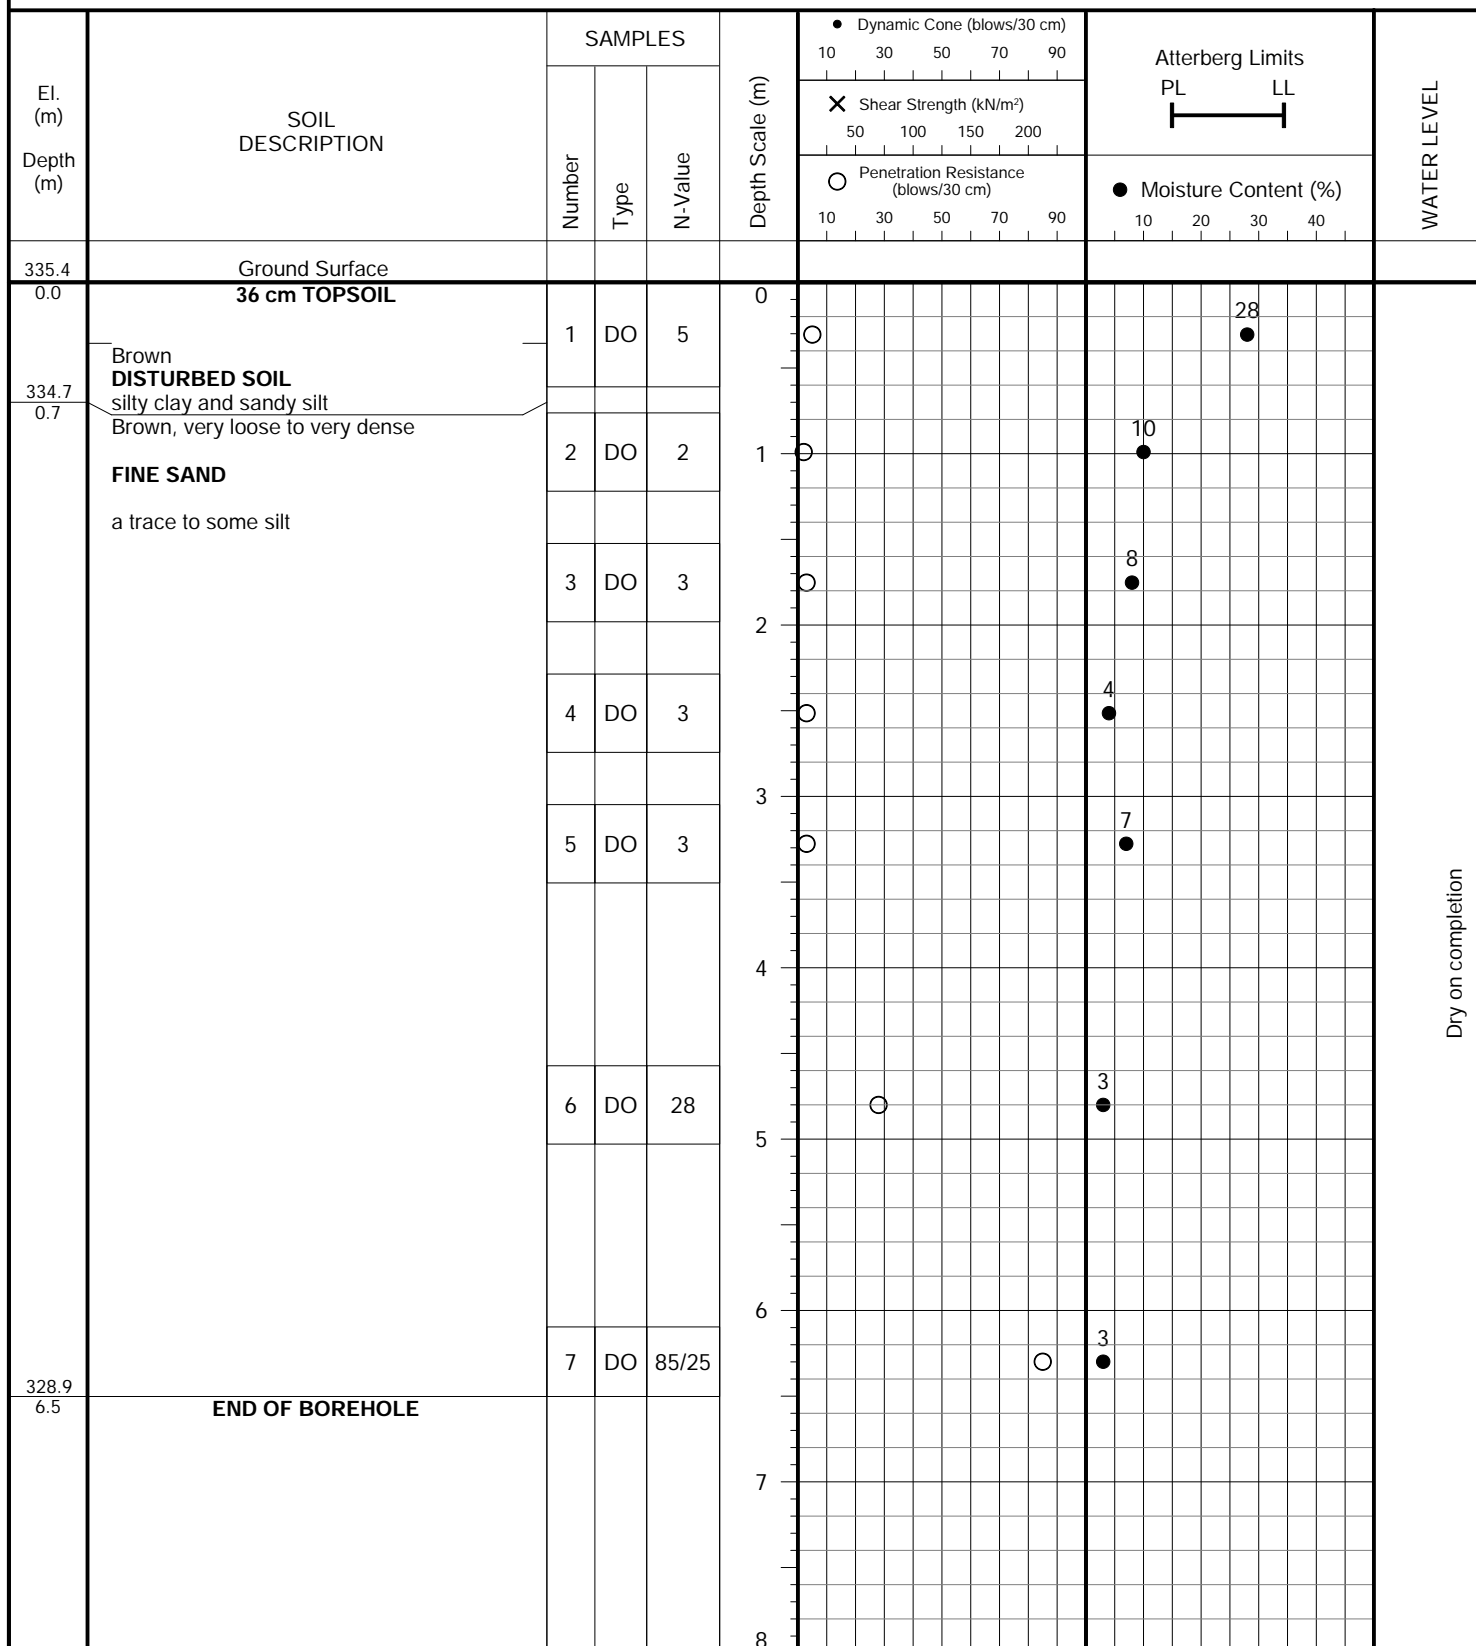 El.
(m)
Depth
(m)
SOIL
DESCRIPTION
SAMPLES
Number
Type
N-Value
Depth Scale (m)
● Dynamic Cone (blows/30 cm)
10 30 50 70 90
✕ Shear Strength (kN/m²)
50 100 150 200
○ Penetration Resistance
(blows/30 cm)
10 30 50 70 90
Atterberg Limits
PL LL
● Moisture Content (%)
10 20 30 40
WATER LEVEL
335.4 Ground Surface
0.0 36 cm TOPSOIL 0
28
1 DO 5
Brown
DISTURBED SOIL
334.7 silty clay and sandy silt
0.7 Brown, very loose to very dense
10
2 DO 2 1
FINE SAND
a trace to some silt
8
3 DO 3
2
4
4 DO 3
3
7
5 DO 3
Dry on completion
4
3
6 DO 28
5
6
3
7 DO 85/25
328.9
6.5 END OF BOREHOLE
7
8